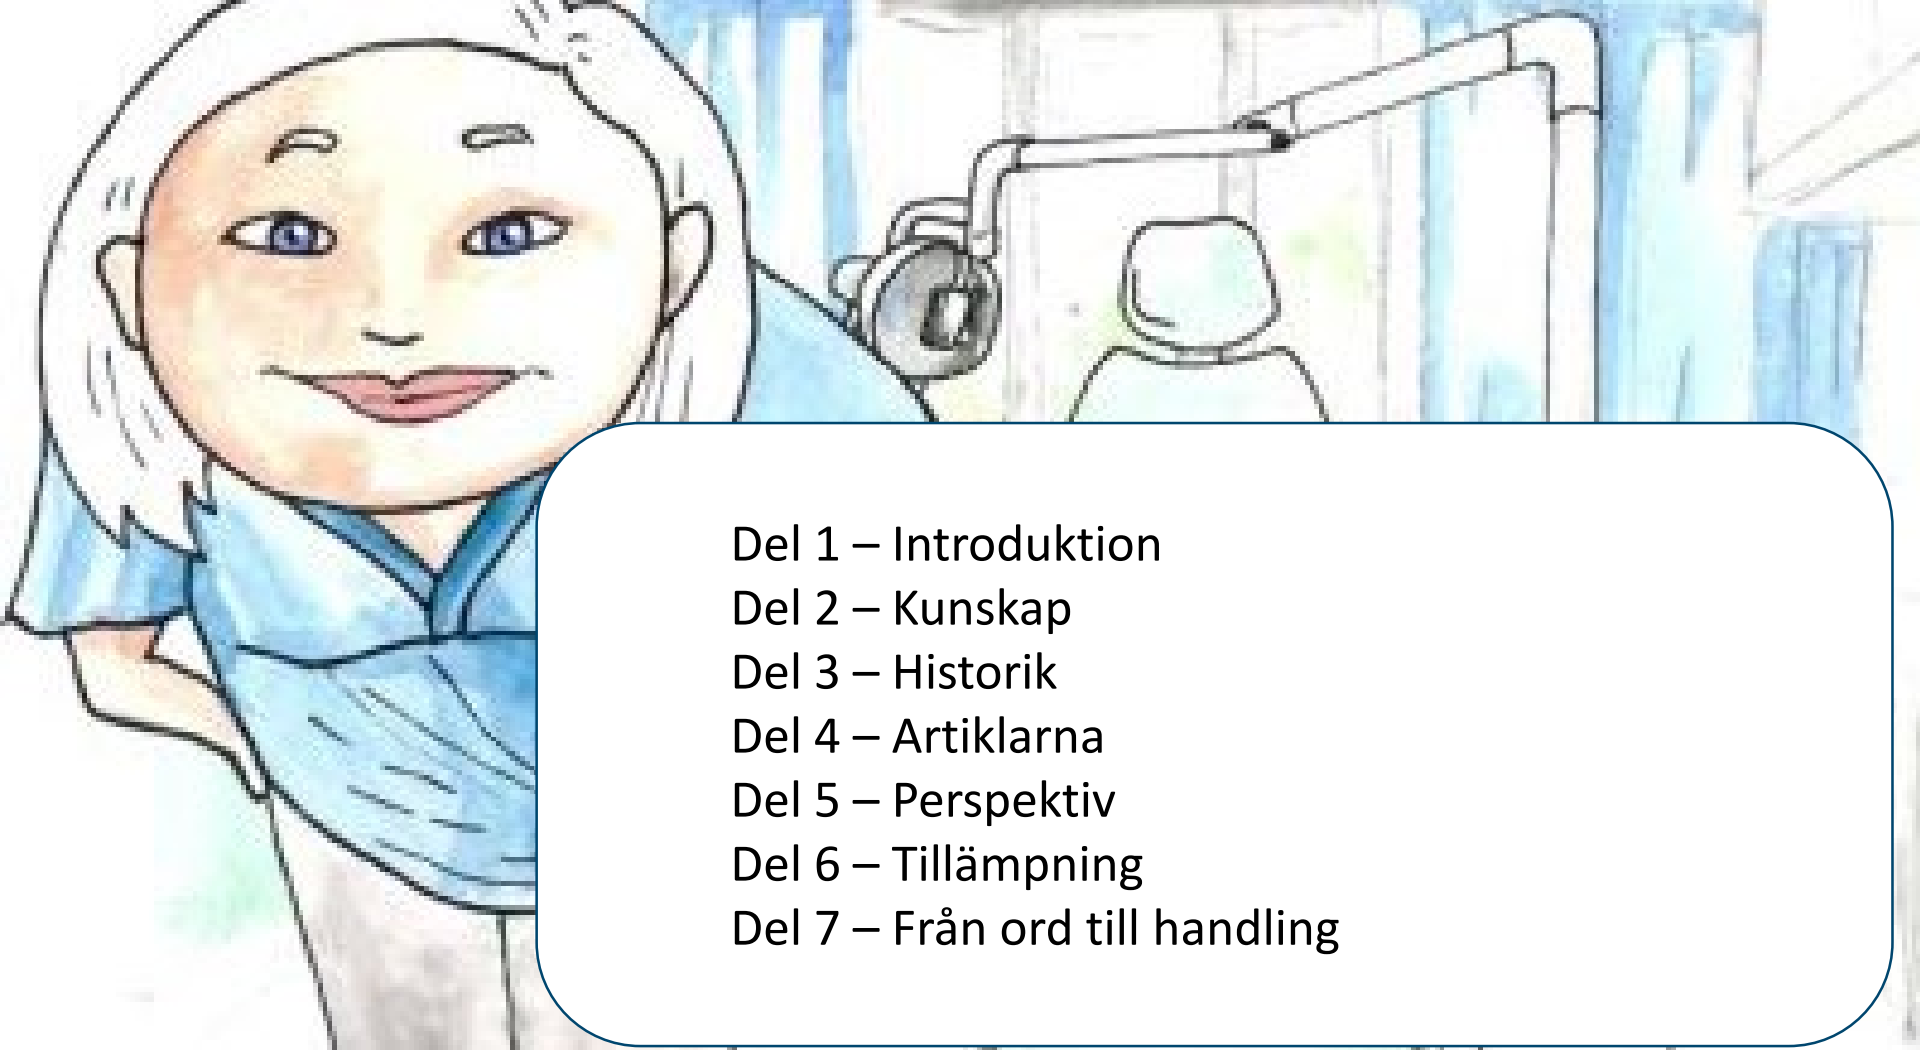 Del 1 – Introduktion
Del 2 – Kunskap
Del 3 – Historik
Del 4 – Artiklarna
Del 5 – Perspektiv
Del 6 – Tillämpning
Del 7 – Från ord till handling